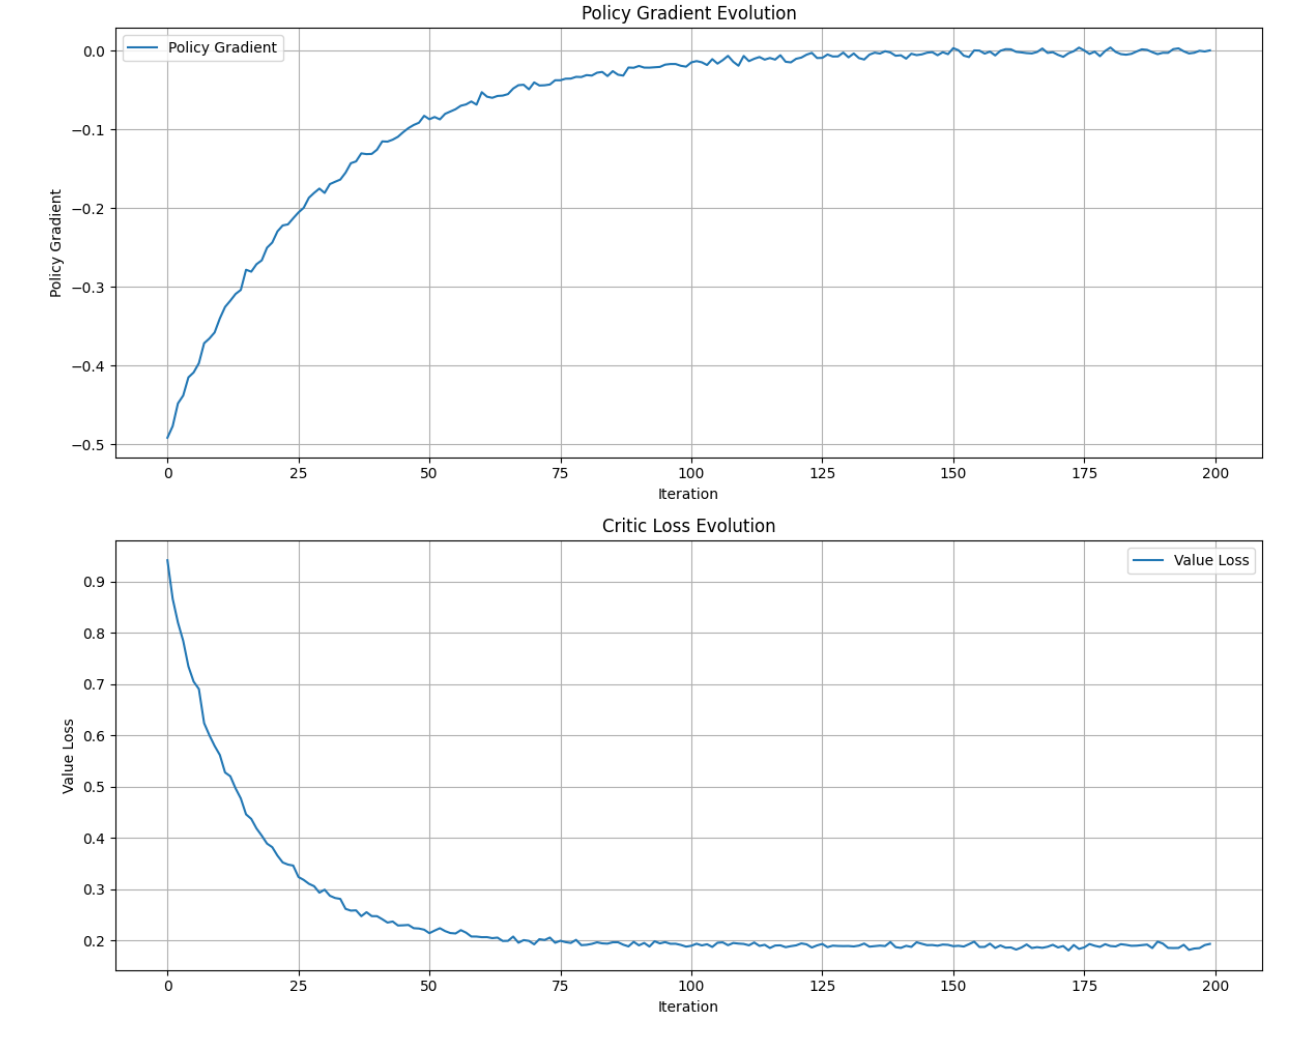 Policy Gradient Evolution
Policy Gradient
0.0
−0.1
−0.2
−0.3
−0.4
−0.5
Policy Gradient
0 25 50 75 100 125 150 175 200
Iteration
Critic Loss Evolution
Value Loss
0.9
0.8
0.7
0.6
0.5
0.4
0.3
0.2
Value Loss
0 25 50 75 100 125 150 175 200
Iteration